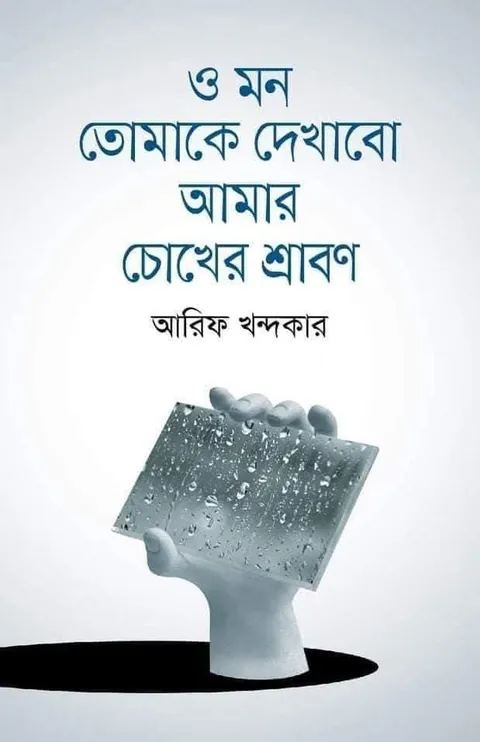 ও মন
তোমাকে দেখাবো
আমার
চোখের শ্রাবণ
আরিফ খন্দকার